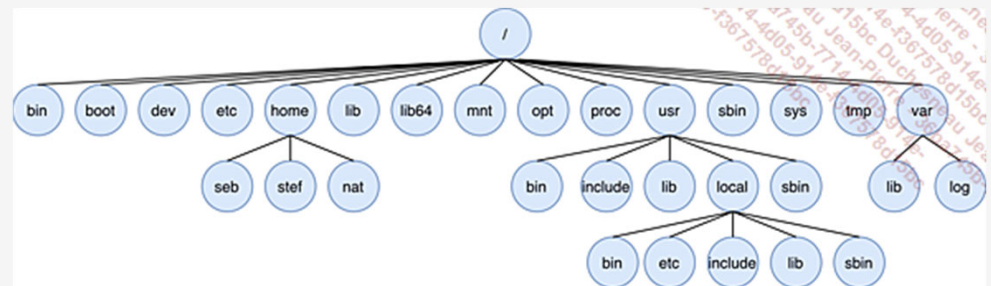 /
bin boot dev etc home lib lib64 mnt opt proc usr sbin sys tmp var
seb stef nat bin include lib local sbin lib log
bin etc include lib sbin